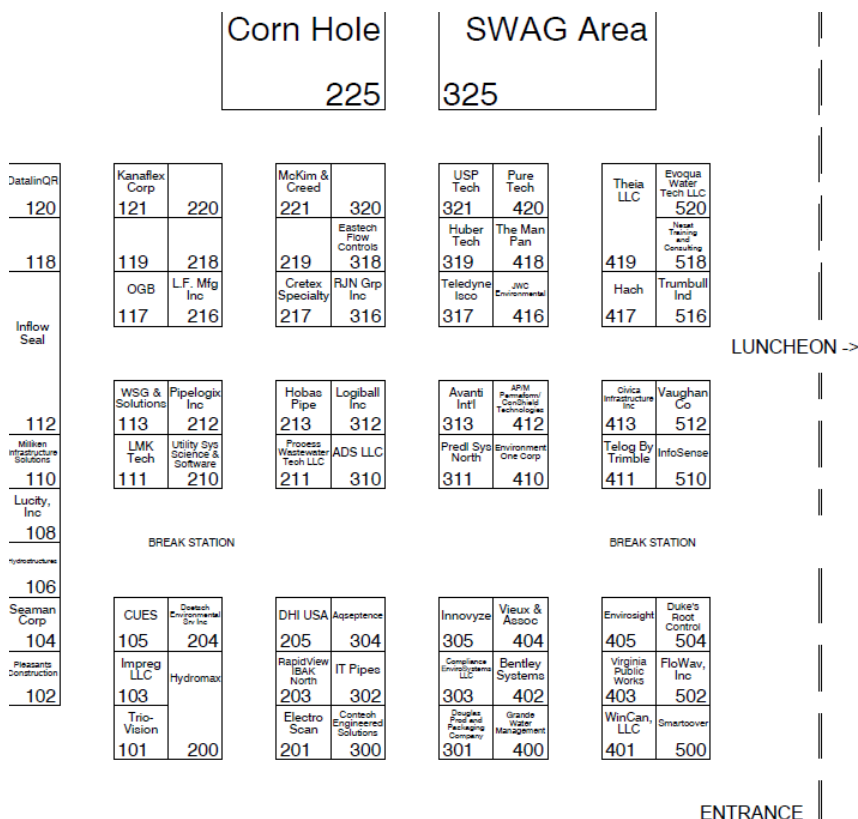 Corn Hole
225
SWAG Area
325
DatalinQR
120
Kanaflex
Corp
121
220
McKim &
Creed
221
320
USP
Tech
321
Pure
Tech
420
Theia
LLC
419
Evoqua
Water
Tech LLC
520
118
119
218
219
Eastech
Flow
Controls
318
Huber
Tech
319
The Man
Pan
418
Training
and
Consulting
518
OGB
117
L.F. Mfg
Inc
216
Cretex
Specialty
217
RJN Grp
Inc
316
Teledyne
Isco
317
JWC
Environmental
416
Hach
417
Trumbull
Ind
516
Inflow
Seal
112
LUNCHEON ->
WSG &
Solutions
113
Pipelogix
Inc
212
Hobas
Pipe
213
Logiball
Inc
312
Avanti
Int'l
313
AP/M
Permaform/
ConShield
Technologies
412
Civica
Infrastructure
Inc
413
Vaughan
Co
512
Milliken
Infrastructure
Solutions
110
LMK
Tech
111
Utility Sys
Science &
Software
210
Process
Wastewater
Tech LLC
211
ADS LLC
310
Predl Sys
North
311
Environment
One Corp
410
Telog By
Trimble
411
InfoSense
510
Lucity,
Inc
108
BREAK STATION
BREAK STATION
Hydrostructures
106
Seaman
Corp
104
CUES
105
Doetsch
Environmental
Srv Inc
204
DHI USA
205
Aqseptence
304
Innovyze
305
Vieux &
Assoc
404
Envirosight
405
Duke's
Root
Control
504
Pleasants
Construction
102
Impreg
LLC
103
Hydromax
200
RapidView
IBAK
North
203
IT Pipes
302
Compliance
EnviroSystems
LLC
303
Bentley
Systems
402
Virginia
Public
Works
403
FloWav,
Inc
502
Trio-
Vision
101
Electro
Scan
201
Contech
Engineered
Solutions
300
Douglas
Prod and
Packaging
Company
301
Grande
Water
Management
400
WinCan,
LLC
401
Smartcover
500
ENTRANCE